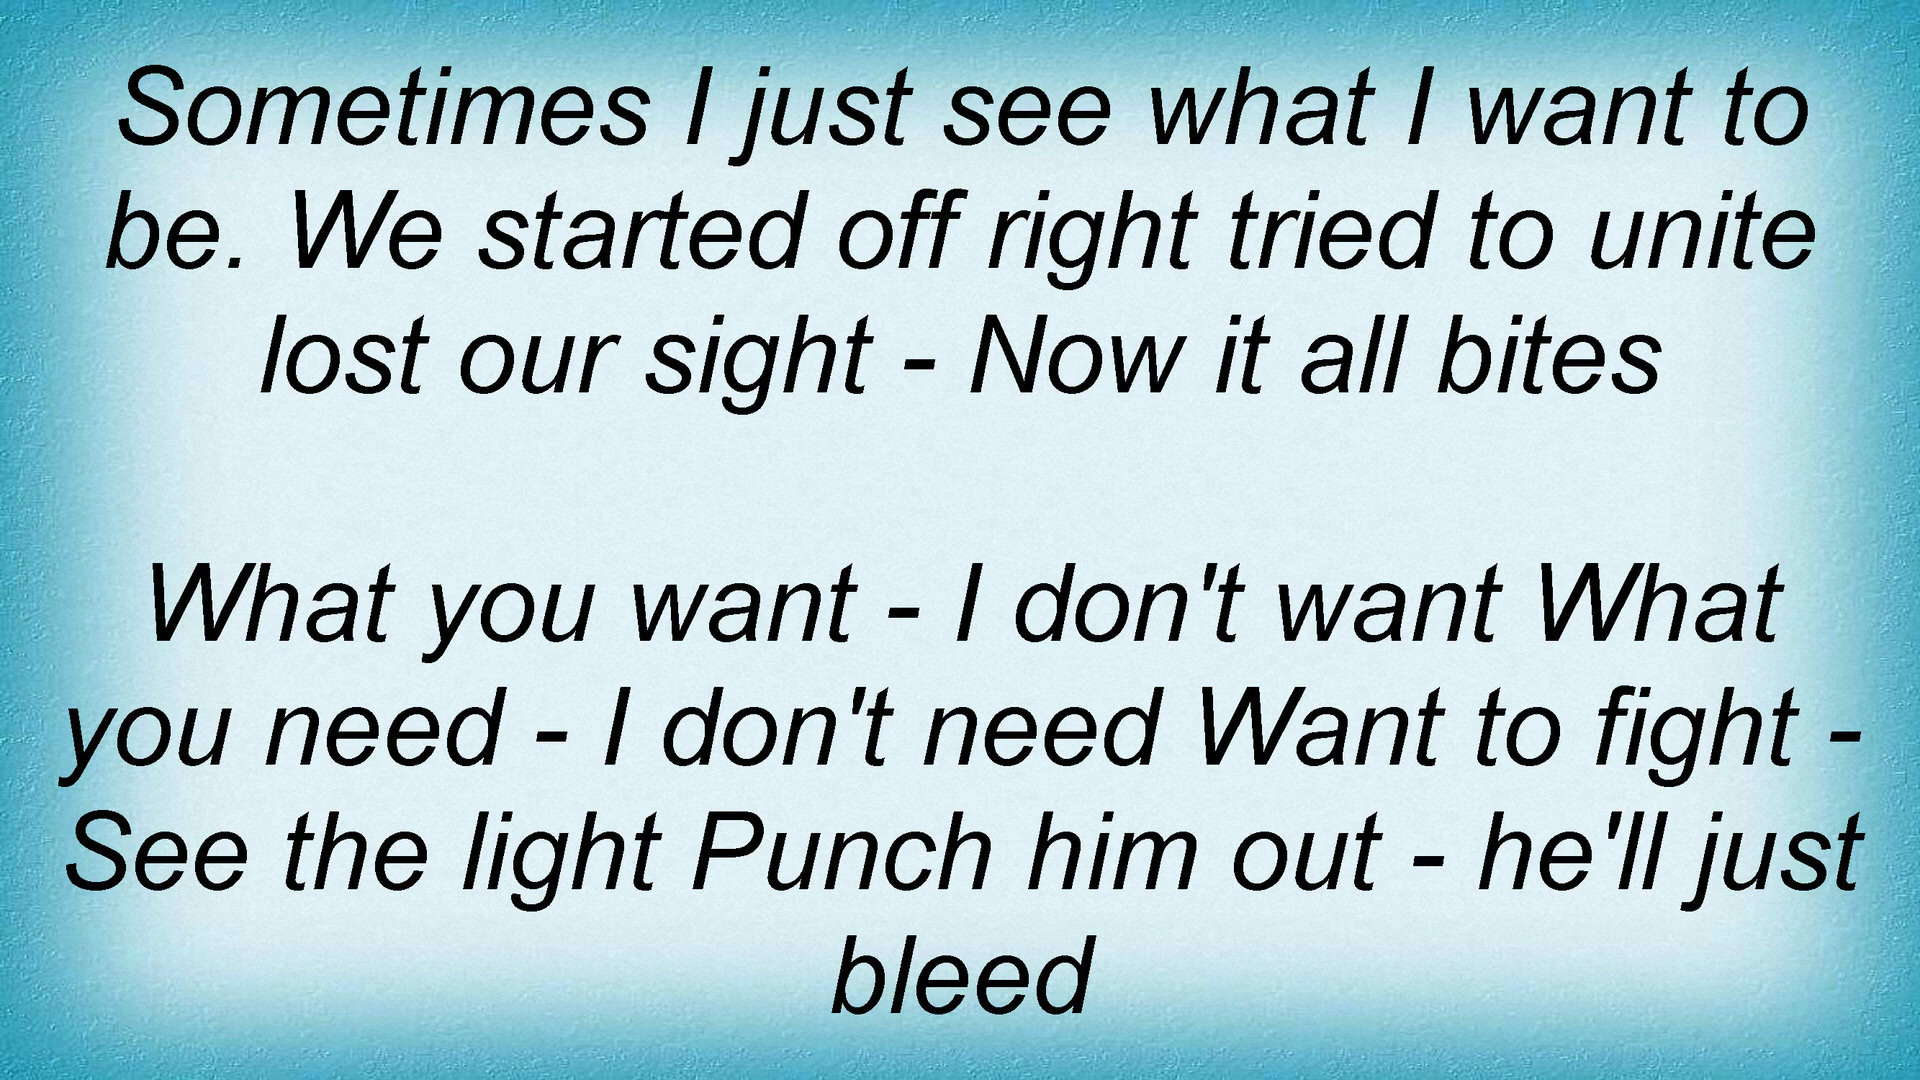 Sometimes I just see what I want to
be. We started off right tried to unite
lost our sight - Now it all bites
What you want - I don't want What
you need - I don't need Want to fight -
See the light Punch him out - he'll just
bleed